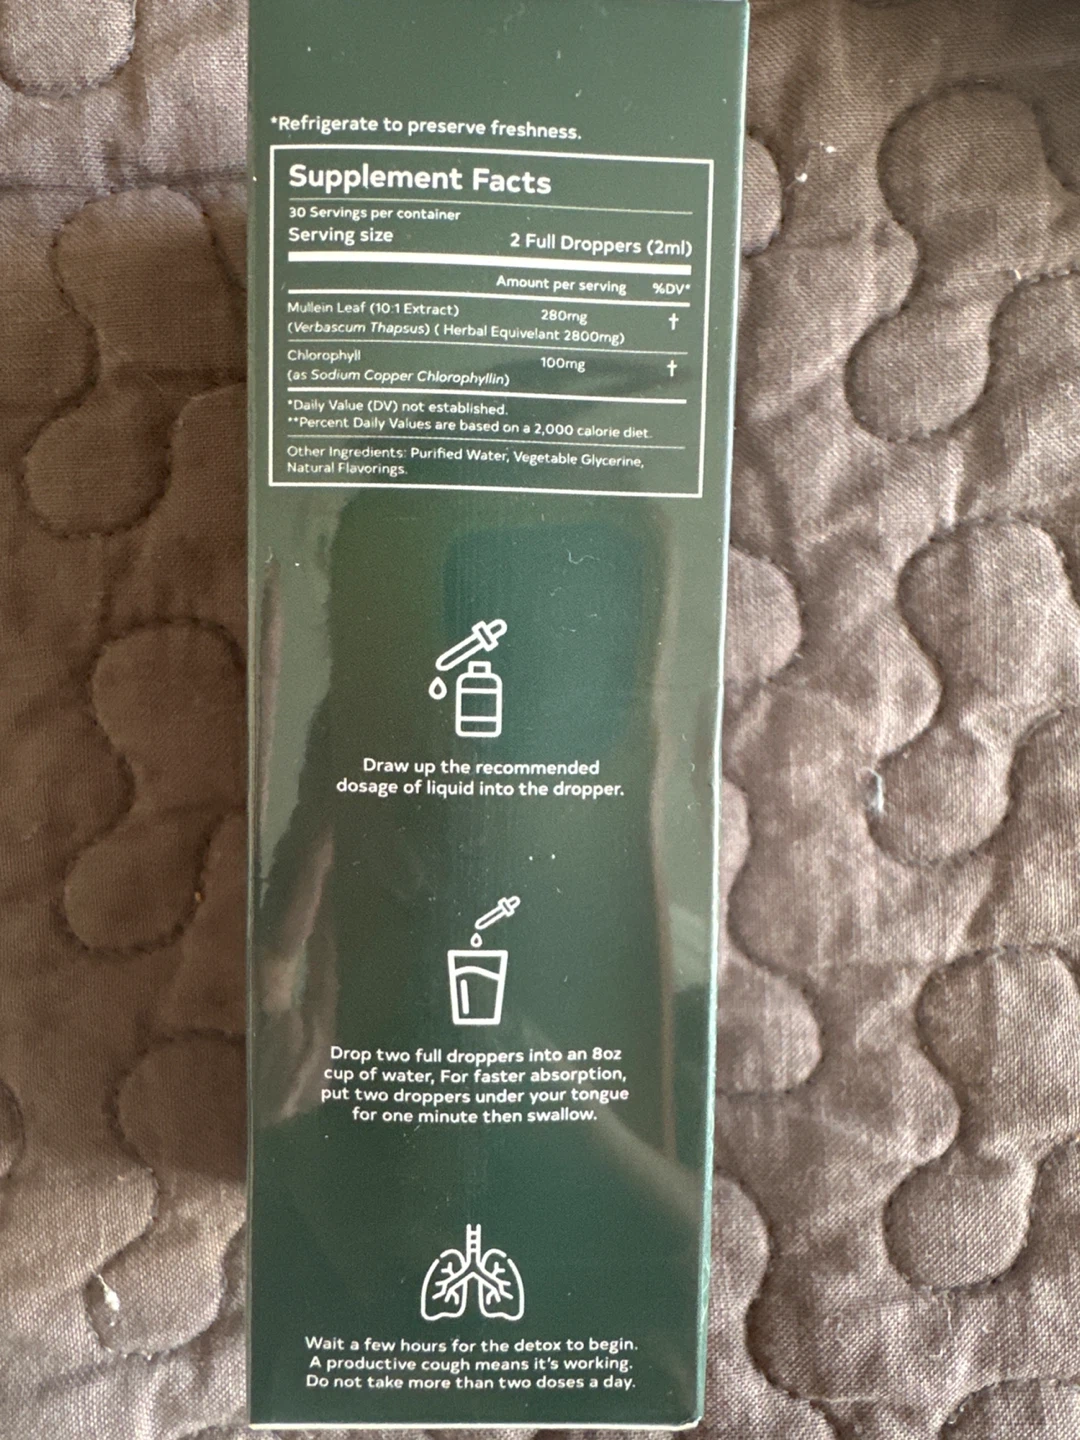 *Refrigerate to preserve freshness.
Supplement Facts
30 Servings per container
Serving size 2 Full Droppers (2ml)
Amount per serving %DV*
Mullein Leaf (10:1 Extract) 280mg †
(Verbascum Thapsus) ( Herbal Equivelant 2800mg)
Chlorophyll 100mg †
(as Sodium Copper Chlorophyllin)
*Daily Value (DV) not established.
**Percent Daily Values are based on a 2,000 calorie diet.
Other Ingredients: Purified Water, Vegetable Glycerine,
Natural Flavorings.
Draw up the recommended
dosage of liquid into the dropper.
Drop two full droppers into an 8oz
cup of water, For faster absorption,
put two droppers under your tongue
for one minute then swallow.
Wait a few hours for the detox to begin.
A productive cough means it's working.
Do not take more than two doses a day.